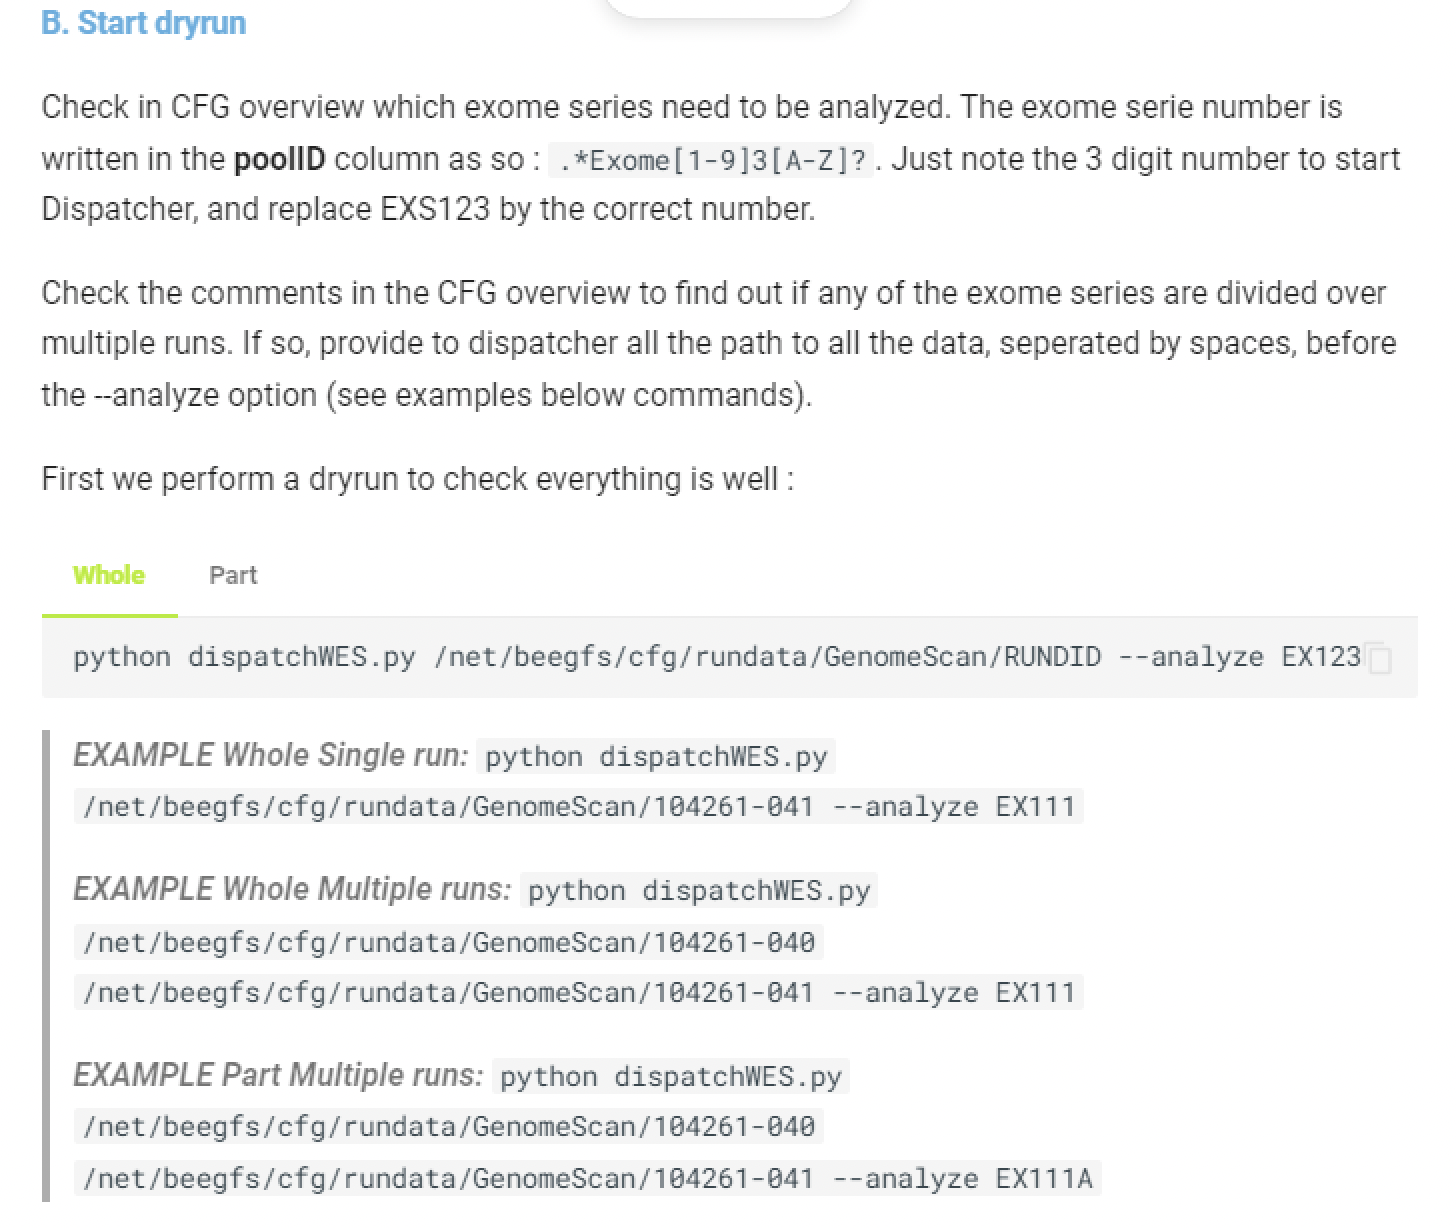 B. Start dryrun
Check in CFG overview which exome series need to be analyzed. The exome serie number is
written in the poolID column as so : .*Exome[1-9]3[A-Z]? . Just note the 3 digit number to start
Dispatcher, and replace EXS123 by the correct number.
Check the comments in the CFG overview to find out if any of the exome series are divided over
multiple runs. If so, provide to dispatcher all the path to all the data, seperated by spaces, before
the --analyze option (see examples below commands).
First we perform a dryrun to check everything is well :
Whole Part
python dispatchWES.py /net/beegfs/cfg/rundata/GenomeScan/RUNDID --analyze EX123
EXAMPLE Whole Single run: python dispatchWES.py
/net/beegfs/cfg/rundata/GenomeScan/104261-041 --analyze EX111
EXAMPLE Whole Multiple runs: python dispatchWES.py
/net/beegfs/cfg/rundata/GenomeScan/104261-040
/net/beegfs/cfg/rundata/GenomeScan/104261-041 --analyze EX111
EXAMPLE Part Multiple runs: python dispatchWES.py
/net/beegfs/cfg/rundata/GenomeScan/104261-040
/net/beegfs/cfg/rundata/GenomeScan/104261-041 --analyze EX111A